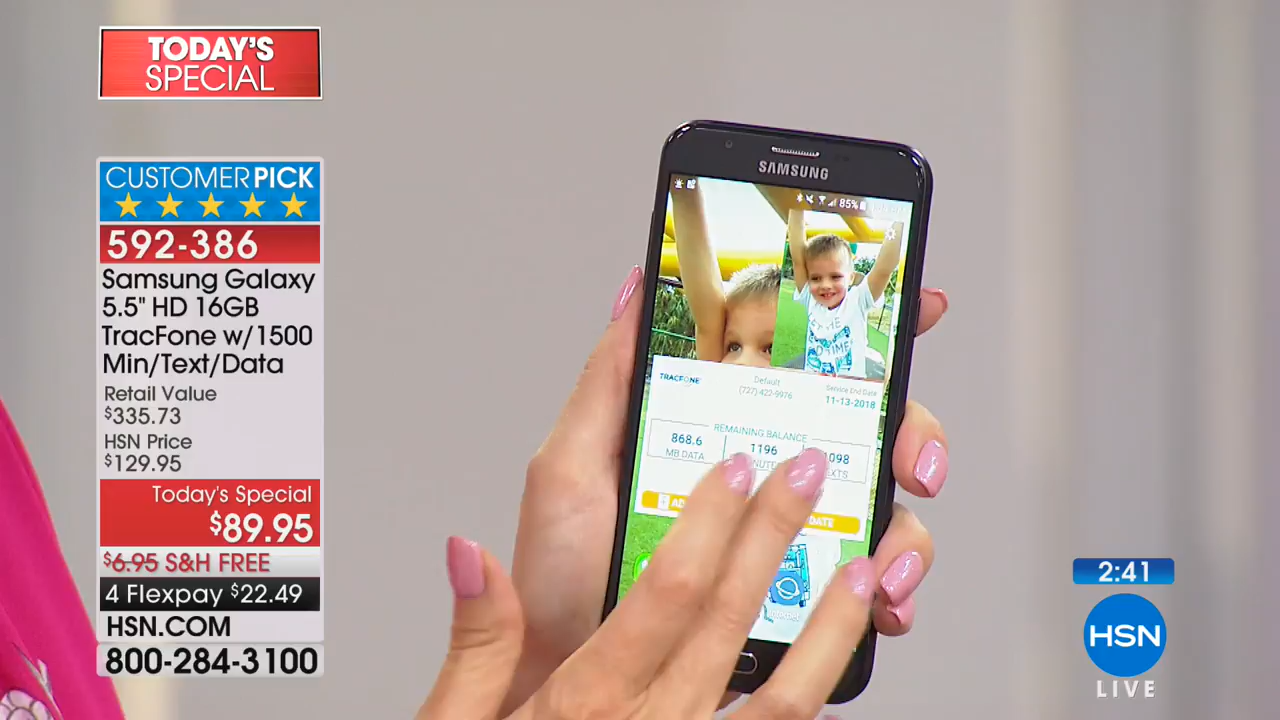 TODAY'S
SPECIAL
CUSTOMER PICK
592-386
Samsung Galaxy
5.5" HD 16GB
TracFone w/1500
Min/Text/Data
Retail Value
$335.73
HSN Price
$129.95
Today's Special
$89.95
$6.95 S&H FREE
4 Flexpay $22.49
HSN.COM
800-284-3100
SAMSUNG
85%
TRACFONE
Default
(727) 422-9976
Service End Date
11-13-2018
REMAINING BALANCE
868.6
MB DATA
1196
1098
2:41
HSN
LIVE